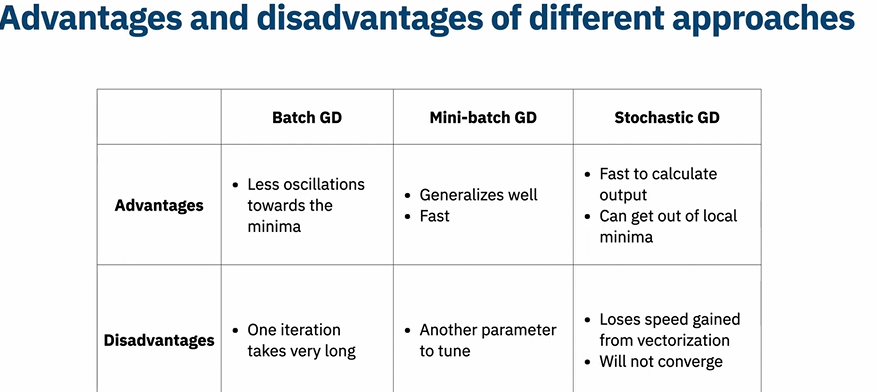 Advantages and disadvantages of different approaches
Batch GD
Mini-batch GD
Stochastic GD
Advantages
• Less oscillations
towards the
minima
• Generalizes well
• Fast
• Fast to calculate
output
• Can get out of local
minima
Disadvantages
• One iteration
takes very long
• Another parameter
to tune
• Loses speed gained
from vectorization
• Will not converge